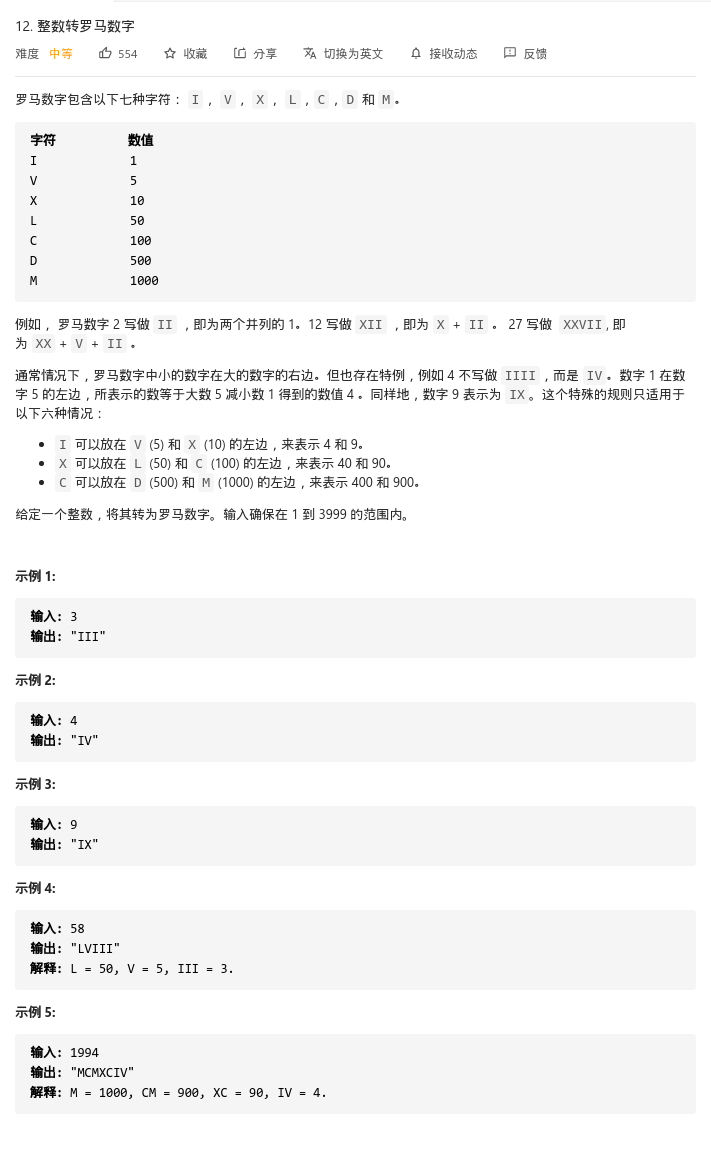 12. 整数转罗马数字
难度 中等 554 收藏 分享 切换为英文 接收动态 反馈
罗马数字包含以下七种字符： I ， V ， X ， L ，C ，D 和 M 。
字符 数值
I 1
V 5
X 10
L 50
C 100
D 500
M 1000
例如， 罗马数字 2 写做 II ，即为两个并列的 1。12 写做 XII ，即为 X + II 。 27 写做 XXVII, 即
为 XX + V + II 。
通常情况下，罗马数字中小的数字在大的数字的右边。但也存在特例，例如 4 不写做 IIII ，而是 IV 。数字 1 在数
字 5 的左边，所表示的数等于大数 5 减小数 1 得到的数值 4 。同样地，数字 9 表示为 IX 。这个特殊的规则只适用于
以下六种情况：
• I 可以放在 V (5) 和 X (10) 的左边，来表示 4 和 9。
• X 可以放在 L (50) 和 C (100) 的左边，来表示 40 和 90。
• C 可以放在 D (500) 和 M (1000) 的左边，来表示 400 和 900。
给定一个整数，将其转为罗马数字。输入确保在 1 到 3999 的范围内。
示例 1:
输入: 3
输出: "III"
示例 2:
输入: 4
输出: "IV"
示例 3:
输入: 9
输出: "IX"
示例 4:
输入: 58
输出: "LVIII"
解释: L = 50, V = 5, III = 3.
示例 5:
输入: 1994
输出: "MCMXCIV"
解释: M = 1000, CM = 900, XC = 90, IV = 4.